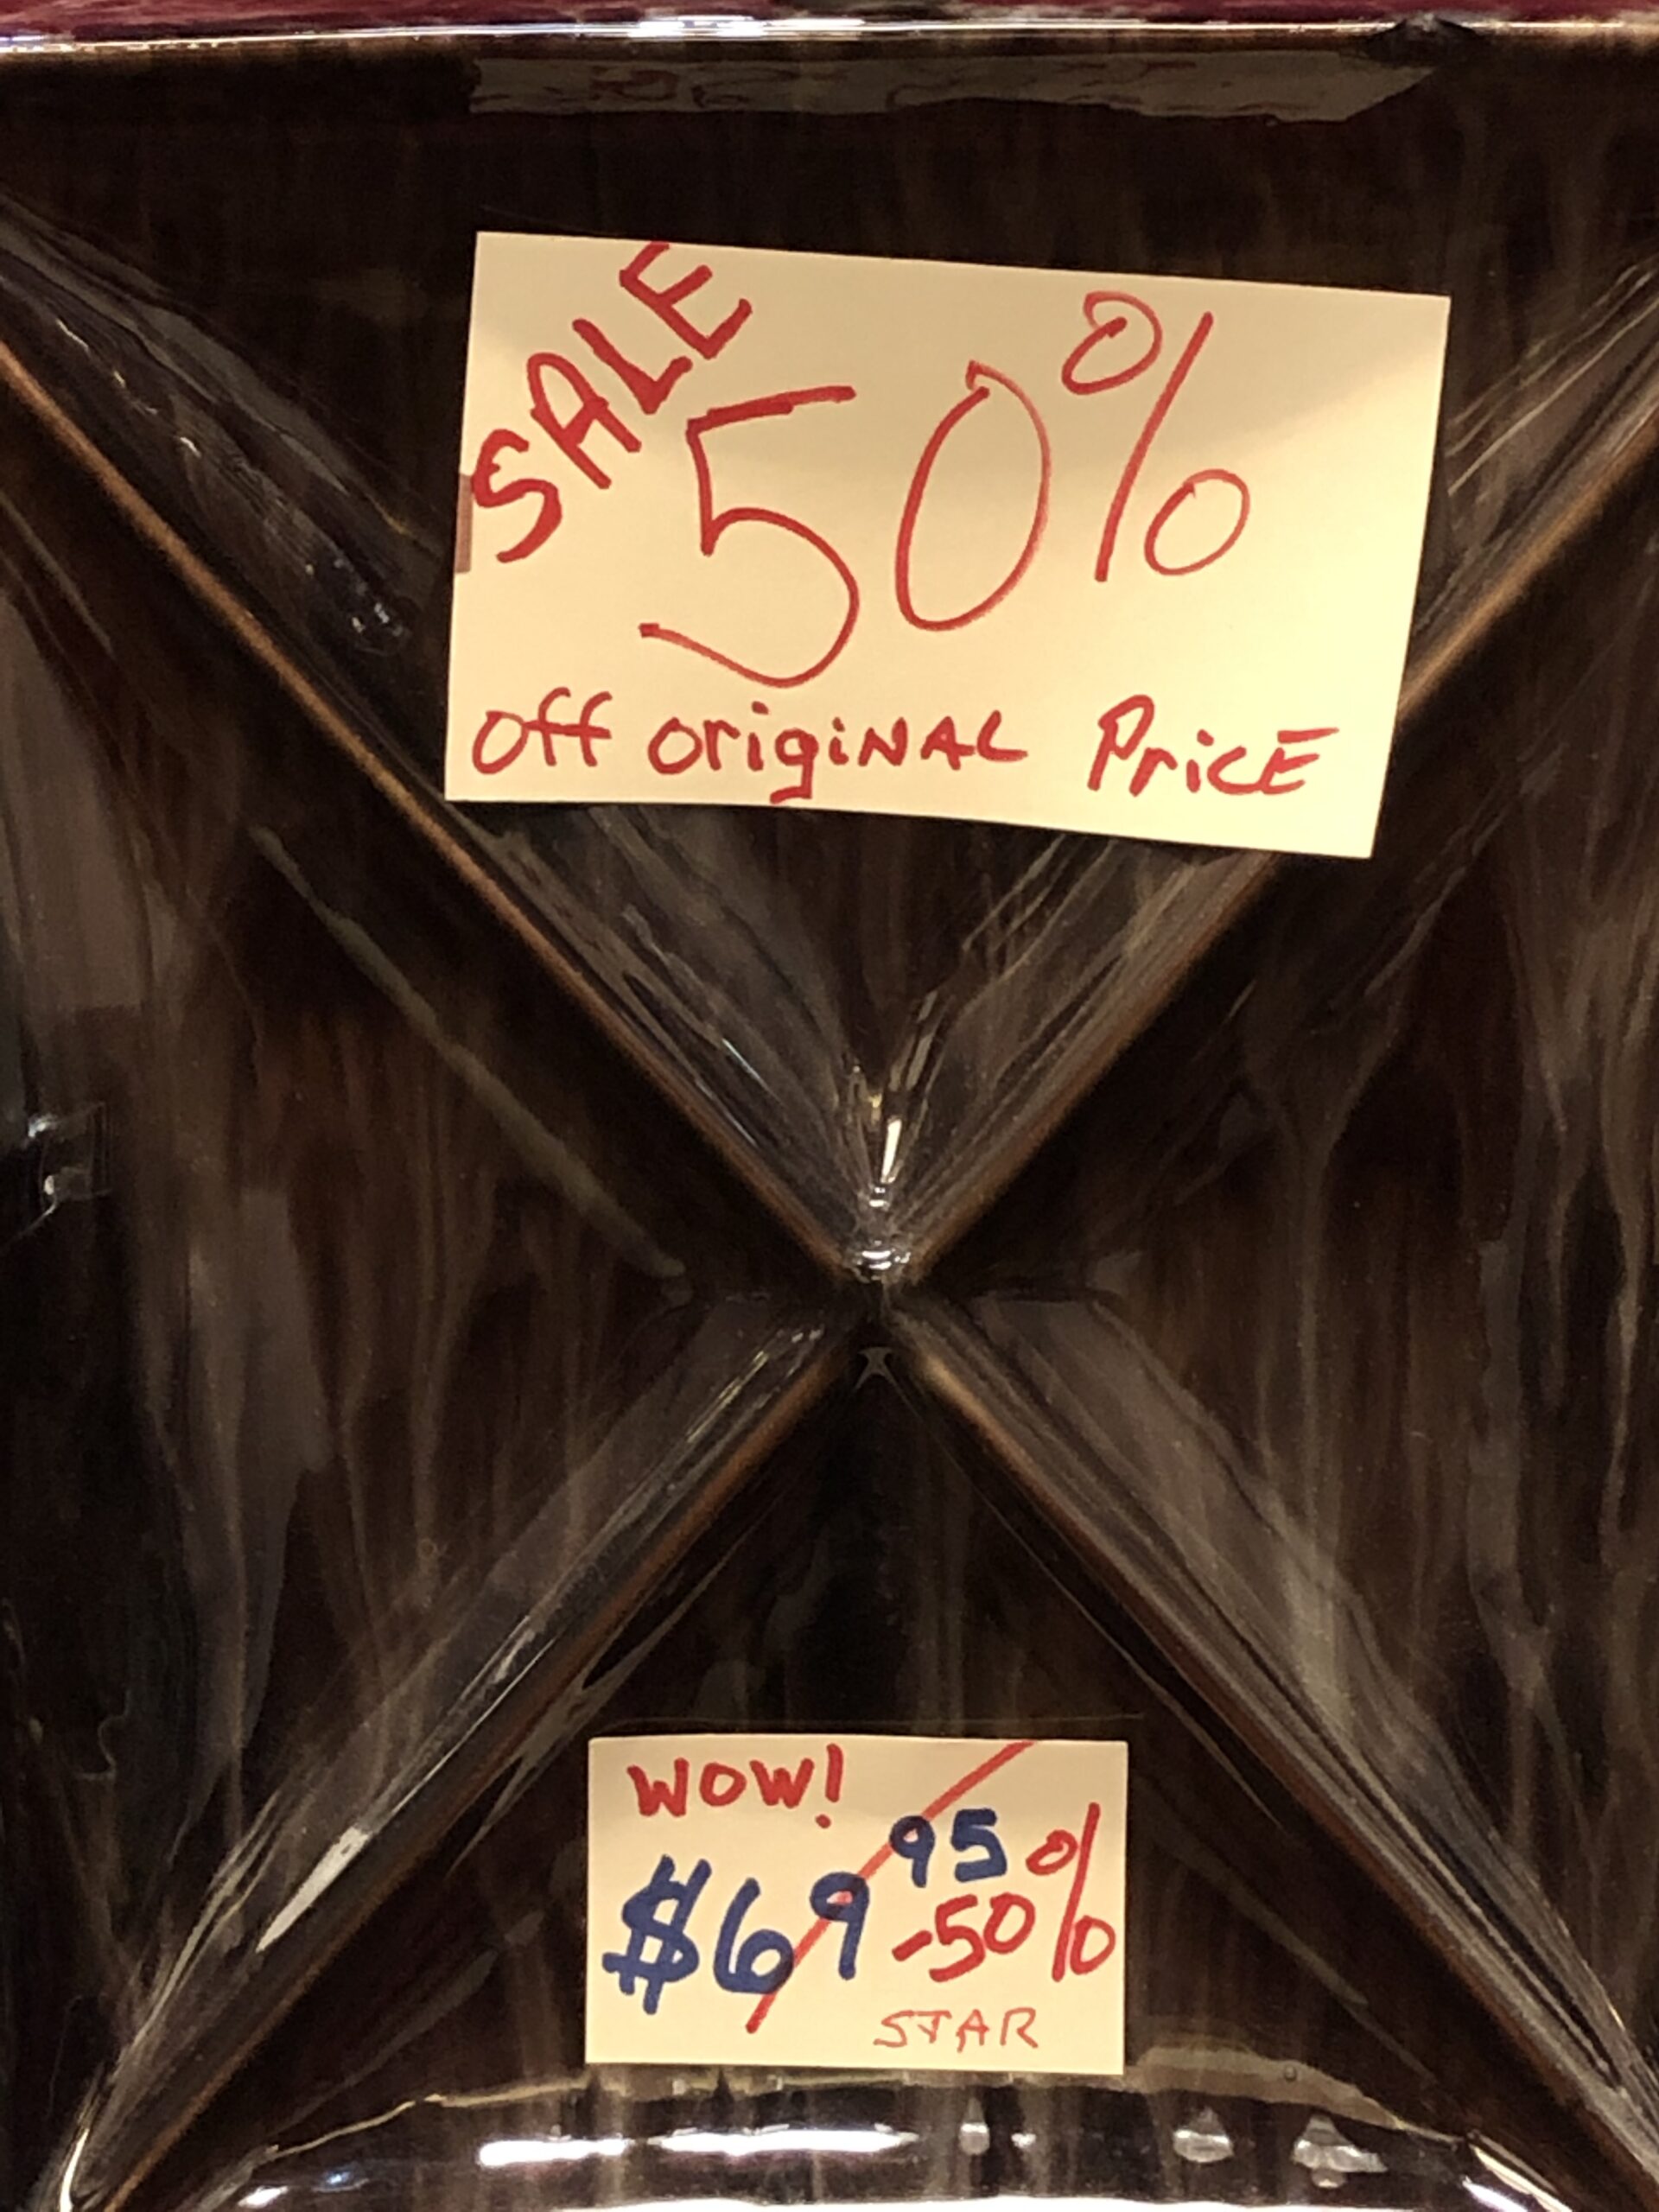 SALE
50%
off originAL PricE
WOW!
$69 95 -50%
STAR